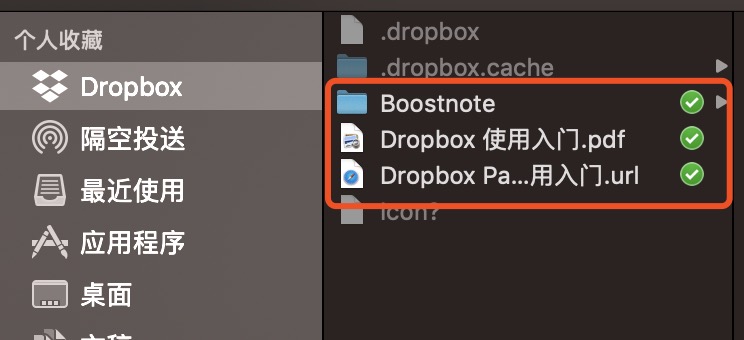 个人收藏
Dropbox
隔空投送
最近使用
应用程序
桌面
.dropbox
.dropbox.cache
Boostnote
Dropbox 使用入门.pdf
Dropbox Pa...用入门.url
Icon?